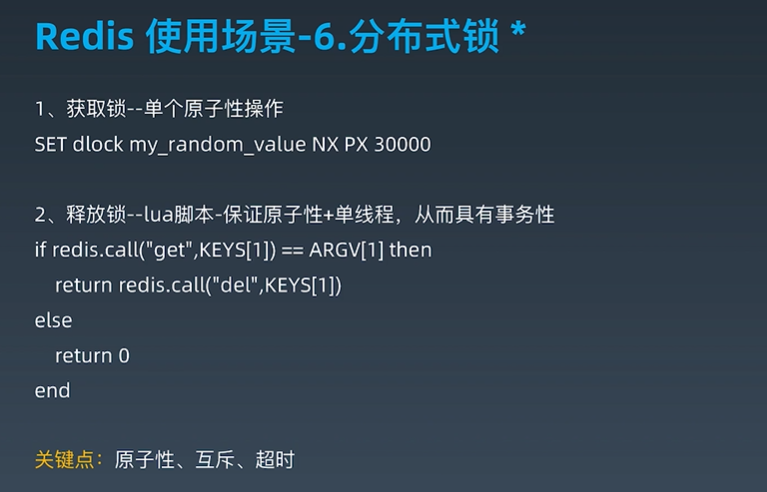 Redis 使用场景-6.分布式锁 *
1、获取锁--单个原子性操作
SET dlock my_random_value NX PX 30000
2、释放锁--lua脚本-保证原子性+单线程，从而具有事务性
if redis.call("get",KEYS[1]) == ARGV[1] then
return redis.call("del",KEYS[1])
else
return 0
end
关键点：原子性、互斥、超时